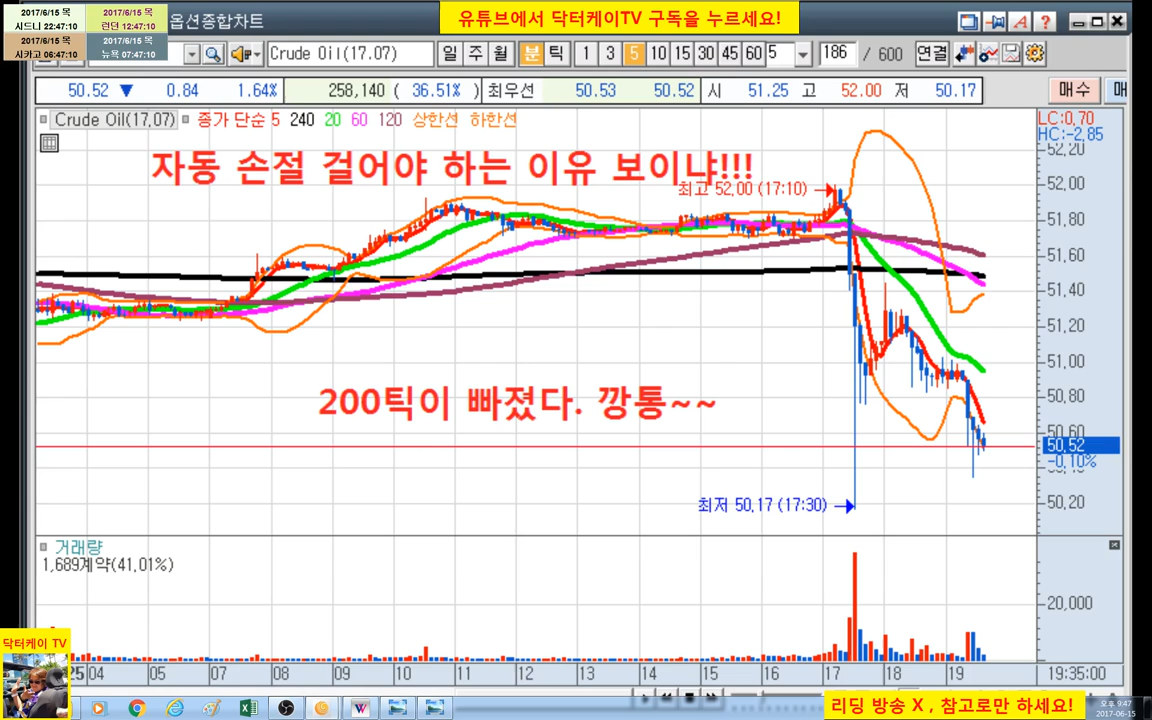 2017/6/15 목
시드니 22:47:10
2017/6/15 목
런던 12:47:10
2017/6/15 목
시카고 06:47:10
2017/6/15 목
뉴욕 07:47:10
옵션종합차트
유튜브에서 닥터케이TV 구독을 누르세요!
Crude Oil(17.07) 일 주 월 분 틱 1 3 5 10 15 30 45 60 5 186 / 600 연결
50.52 ▼ 0.84 1.64% 258,140 ( 36.51% ) 최우선 50.53 50.52 시 51.25 고 52.00 저 50.17 매수
Crude Oil(17,07) 종가 단순 5 240 20 60 120 상한선 하한선
LC:0,70
HC:-2,85
자동 손절 걸어야 하는 이유 보이냐!!!
최고 52,00 (17:10)
52,20
52,00
51,80
51,60
51,40
51,20
51,00
50,80
50,60
50,52
-0,10%
50,20
200틱이 빠졌다. 깡통~~
최저 50,17 (17:30)
거래량
1,689계약(41,01%)
20,000
닥터케이 TV
25 04 05 07 08 09 10 11 12 13 14 15 16 17 18 19 19:35:00
리딩 방송 X , 참고로만 하세요!
오후 9:47
2017-06-15